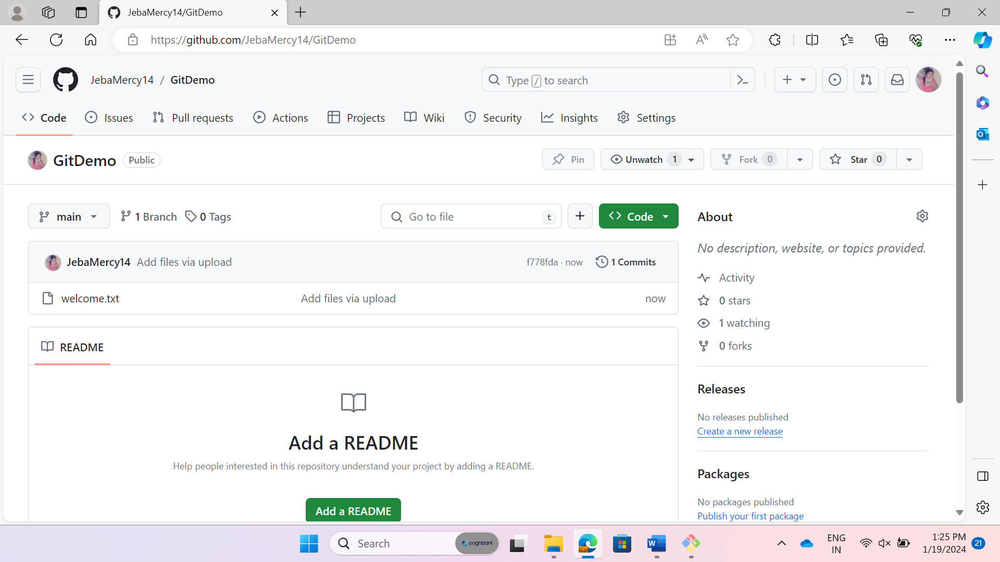 JebaMercy14/GitDemo
https://github.com/JebaMercy14/GitDemo
JebaMercy14 / GitDemo
Type / to search
Code Issues Pull requests Actions Projects Wiki Security Insights Settings
GitDemo Public
Pin Unwatch 1 Fork 0 Star 0
main 1 Branch 0 Tags
Go to file t
Code
JebaMercy14 Add files via upload f778fda · now 1 Commits
welcome.txt Add files via upload now
README
Add a README
Help people interested in this repository understand your project by adding a README.
Add a README
About
No description, website, or topics provided.
Activity
0 stars
1 watching
0 forks
Releases
No releases published
Create a new release
Packages
No packages published
Publish your first package
Search cognizant
ENG
IN
1:25 PM
1/19/2024
21